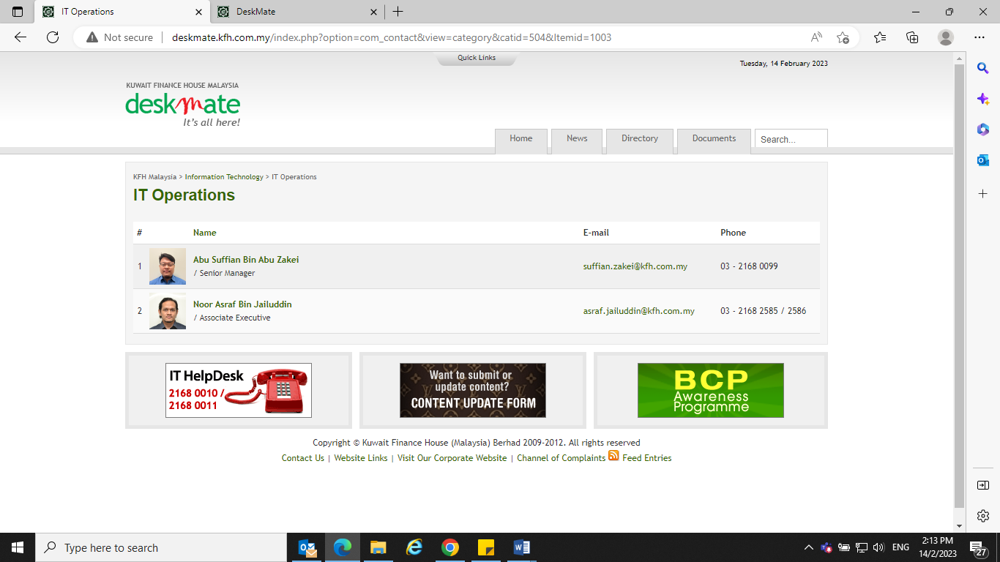 IT Operations
DeskMate
Not secure
deskmate.kfh.com.my/index.php?option=com_contact&view=category&catid=504&Itemid=1003
Quick Links
Tuesday, 14 February 2023
KUWAIT FINANCE HOUSE MALAYSIA
deskmate
It's all here!
Home News Directory Documents Search...
KFH Malaysia > Information Technology > IT Operations
IT Operations
# Name E-mail Phone
1 Abu Suffian Bin Abu Zakei suffian.zakei@kfh.com.my 03 - 2168 0099
/ Senior Manager
2 Noor Asraf Bin Jailuddin asraf.jailuddin@kfh.com.my 03 - 2168 2585 / 2586
/ Associate Executive
IT HelpDesk
2168 0010 /
2168 0011
Want to submit or
update content?
CONTENT UPDATE FORM
BCP
Awareness
Programme
Copyright © Kuwait Finance House (Malaysia) Berhad 2009-2012. All rights reserved
Contact Us | Website Links | Visit Our Corporate Website | Channel of Complaints Feed Entries
Type here to search
ENG
2:13 PM
14/2/2023
27